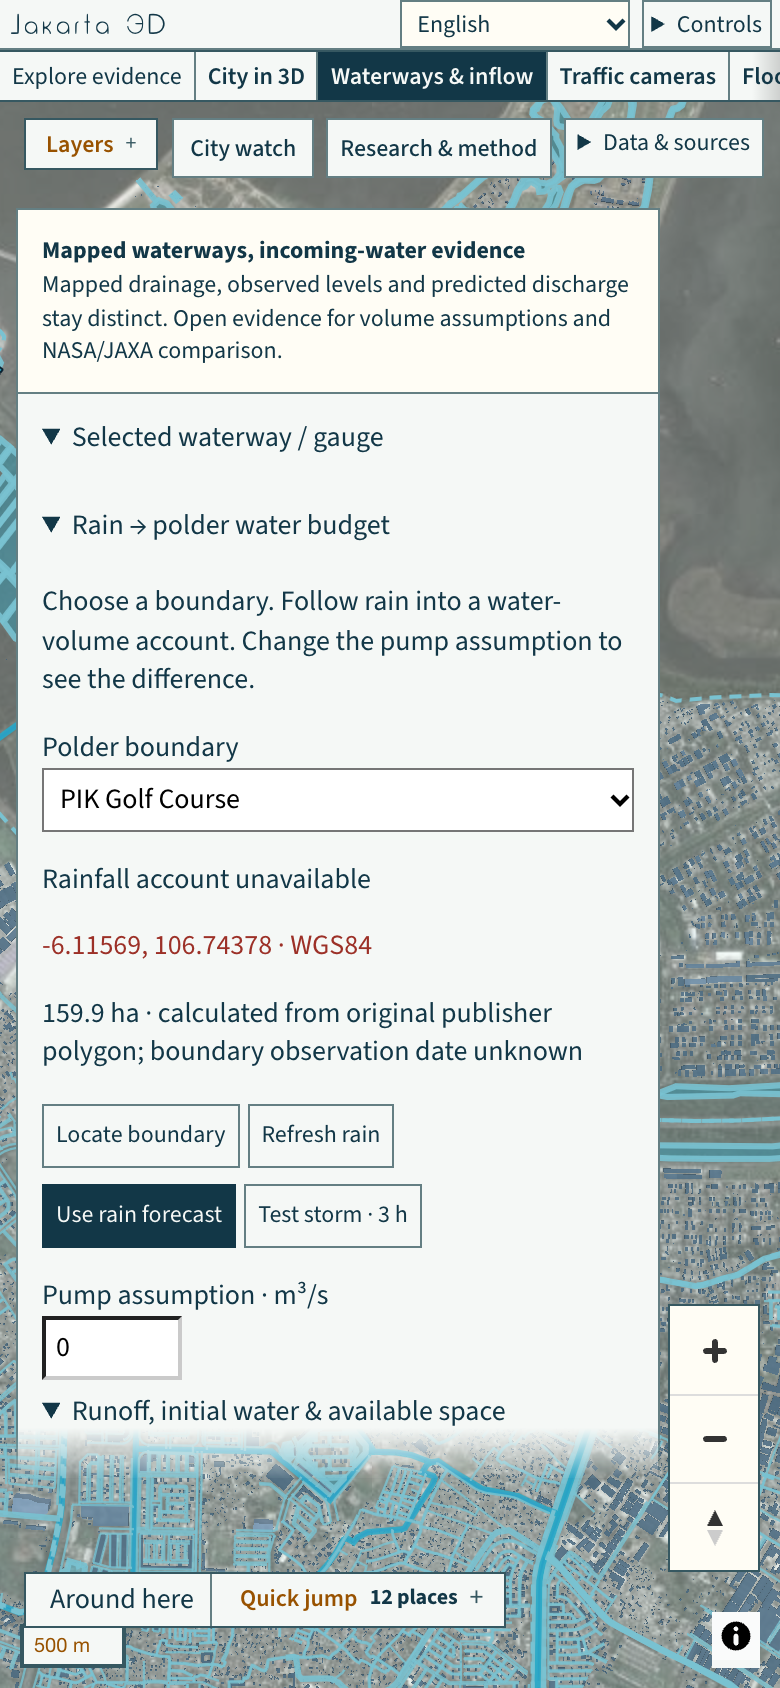 Jakarta 3D
English
Controls
Explore evidence
City in 3D
Waterways & inflow
Traffic cameras
Floo
Layers +
City watch
Research & method
Data & sources
Mapped waterways, incoming-water evidence
Mapped drainage, observed levels and predicted discharge
stay distinct. Open evidence for volume assumptions and
NASA/JAXA comparison.
Selected waterway / gauge
Rain → polder water budget
Choose a boundary. Follow rain into a water-
volume account. Change the pump assumption to
see the difference.
Polder boundary
PIK Golf Course
Rainfall account unavailable
-6.11569, 106.74378 · WGS84
159.9 ha · calculated from original publisher
polygon; boundary observation date unknown
Locate boundary
Refresh rain
Use rain forecast
Test storm · 3 h
Pump assumption · m³/s
0
Runoff, initial water & available space
Around here
Quick jump 12 places +
500 m